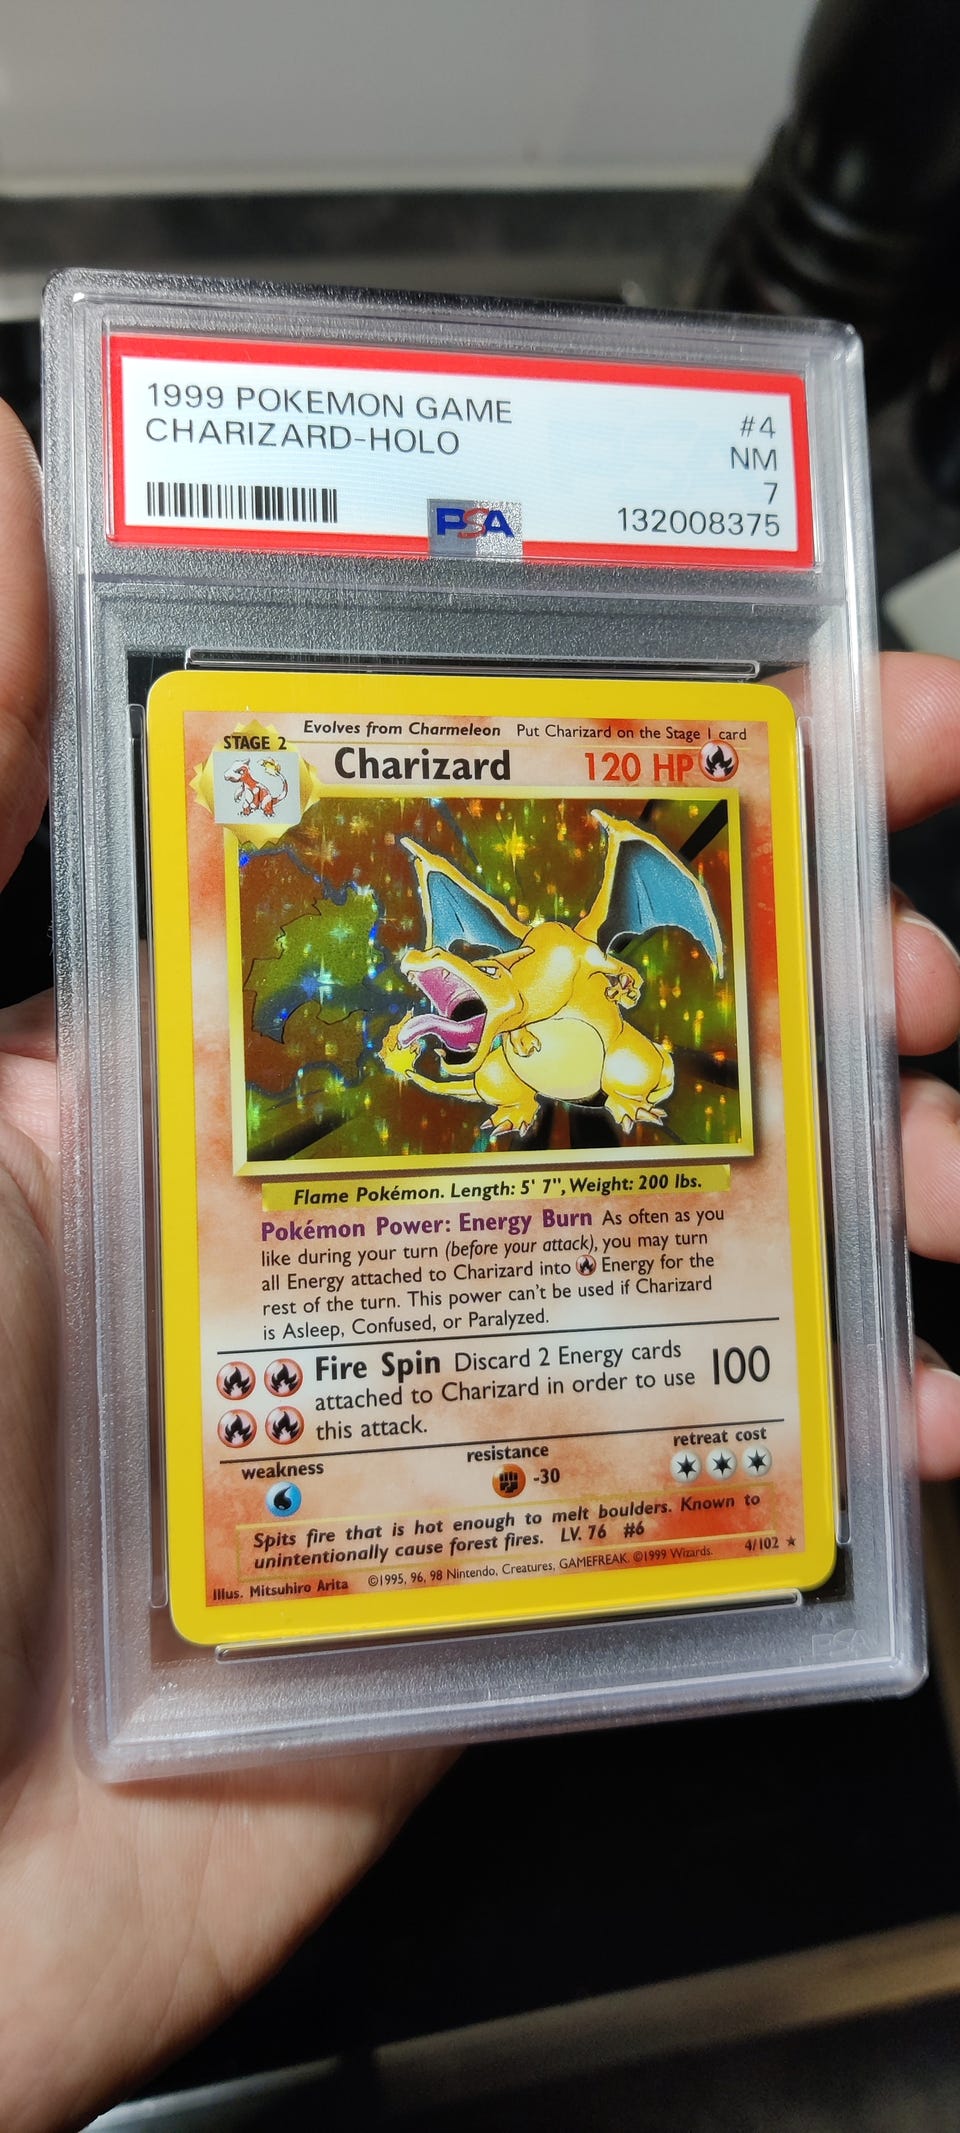 1999 POKEMON GAME #4
CHARIZARD-HOLO NM
7
PSA 132008375
Evolves from Charmeleon Put Charizard on the Stage 1 card
STAGE 2
Charizard 120 HP
Flame Pokémon. Length: 5' 7", Weight: 200 lbs.
Pokémon Power: Energy Burn As often as you
like during your turn (before your attack), you may turn
all Energy attached to Charizard into Energy for the
rest of the turn. This power can't be used if Charizard
is Asleep, Confused, or Paralyzed.
Fire Spin Discard 2 Energy cards
attached to Charizard in order to use 100
this attack.
weakness resistance retreat cost
-30
Spits fire that is hot enough to melt boulders. Known to
unintentionally cause forest fires. LV. 76 #6
Illus. Mitsuhiro Arita ©1995, 96, 98 Nintendo, Creatures, GAMEFREAK. ©1999 Wizards. 4/102 ★
PSA